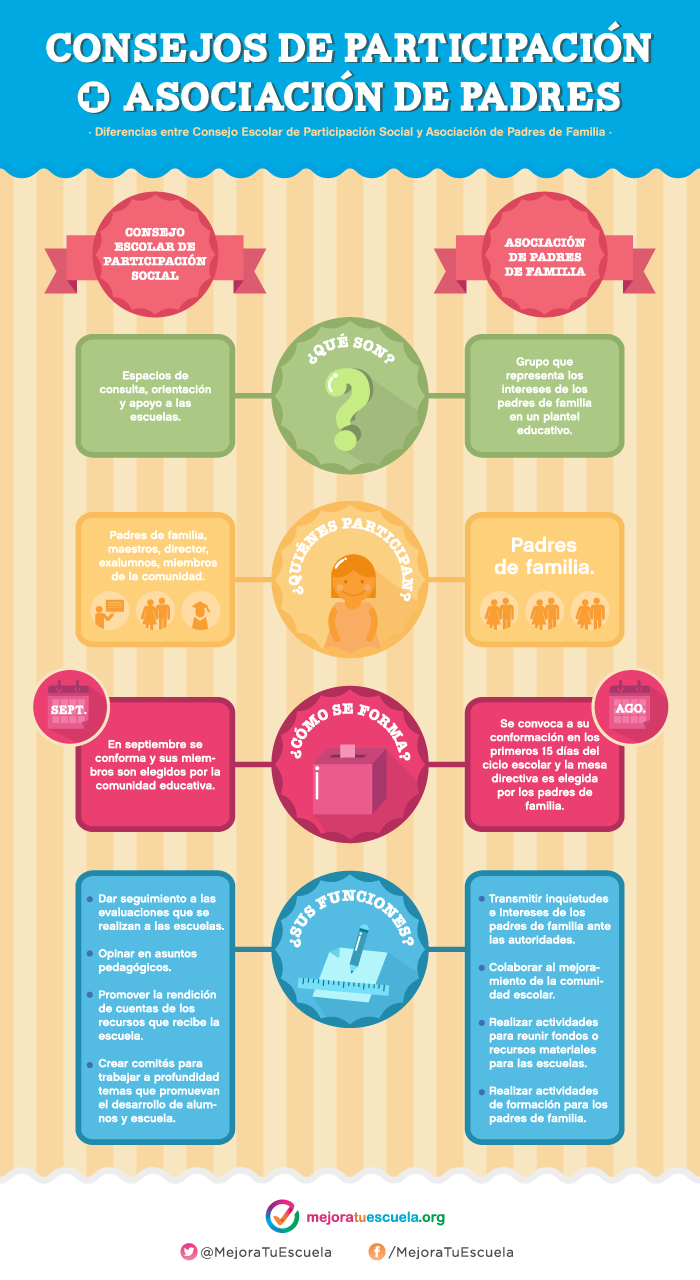 CONSEJOS DE PARTICIPACIÓN
ASOCIACIÓN DE PADRES
· Diferencias entre Consejo Escolar de Participación Social y Asociación de Padres de Familia ·
CONSEJO
ESCOLAR DE
PARTICIPACIÓN
SOCIAL
ASOCIACIÓN
DE PADRES
DE FAMILIA
¿QUÉ SON?
Espacios de
consulta, orientación
y apoyo a las
escuelas.
Grupo que
representa los
intereses de los
padres de familia
en un plantel
educativo.
¿QUIÉNES PARTICIPAN?
Padres de familia,
maestros, director,
exalumnos, miembros
de la comunidad.
Padres
de familia.
¿CÓMO SE FORMA?
SEPT.
En septiembre se
conforma y sus miem-
bros son elegidos por la
comunidad educativa.
AGO.
Se convoca a su
conformación en los
primeros 15 días del
ciclo escolar y la mesa
directiva es elegida
por los padres de
familia.
¿SUS FUNCIONES?
• Dar seguimiento a las
evaluaciones que se
realizan a las escuelas.
• Opinar en asuntos
pedagógicos.
• Promover la rendición
de cuentas de los
recursos que recibe la
escuela.
• Crear comités para
trabajar a profundidad
temas que promuevan
el desarrollo de alum-
nos y escuela.
• Transmitir inquietudes
e intereses de los
padres de familia ante
las autoridades.
• Colaborar al mejora-
miento de la comuni-
dad escolar.
• Realizar actividades
para reunir fondos o
recursos materiales
para las escuelas.
• Realizar actividades
de formación para los
padres de familia.
mejoratuescuela.org
@MejoraTuEscuela
/MejoraTuEscuela